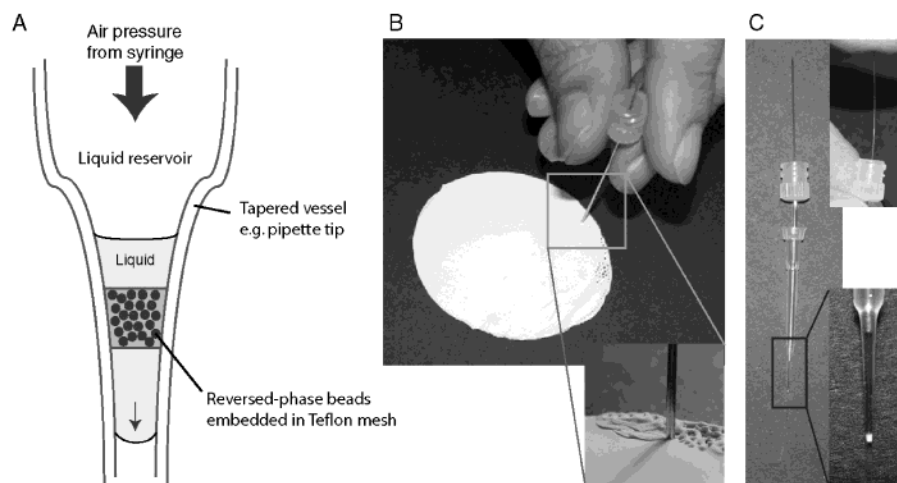 A
Air pressure
from syringe
Liquid reservoir
Tapered vessel
e.g. pipette tip
Liquid
Reversed-phase beads
embedded in Teflon mesh
B
C